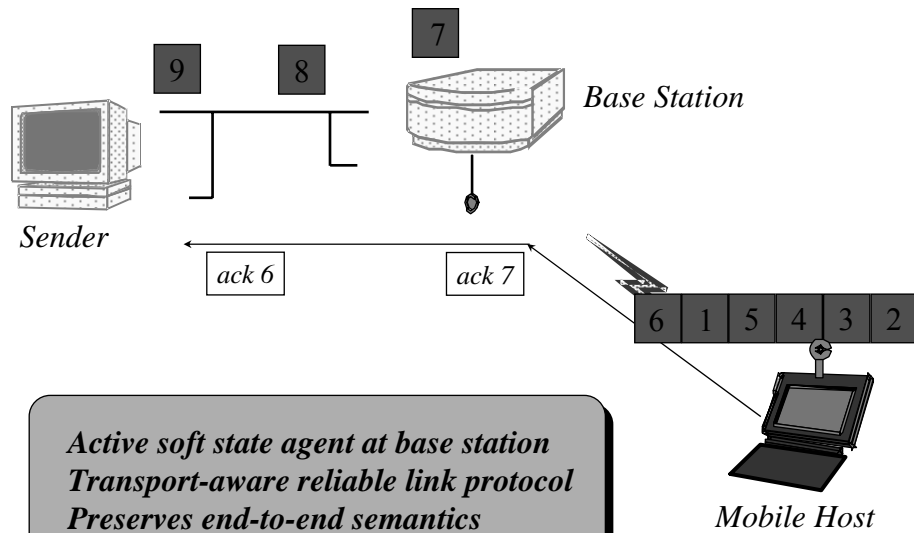 7
9 8
Base Station
Sender
ack 6 ack 7
6 1 5 4 3 2
Active soft state agent at base station
Transport-aware reliable link protocol
Preserves end-to-end semantics
Mobile Host